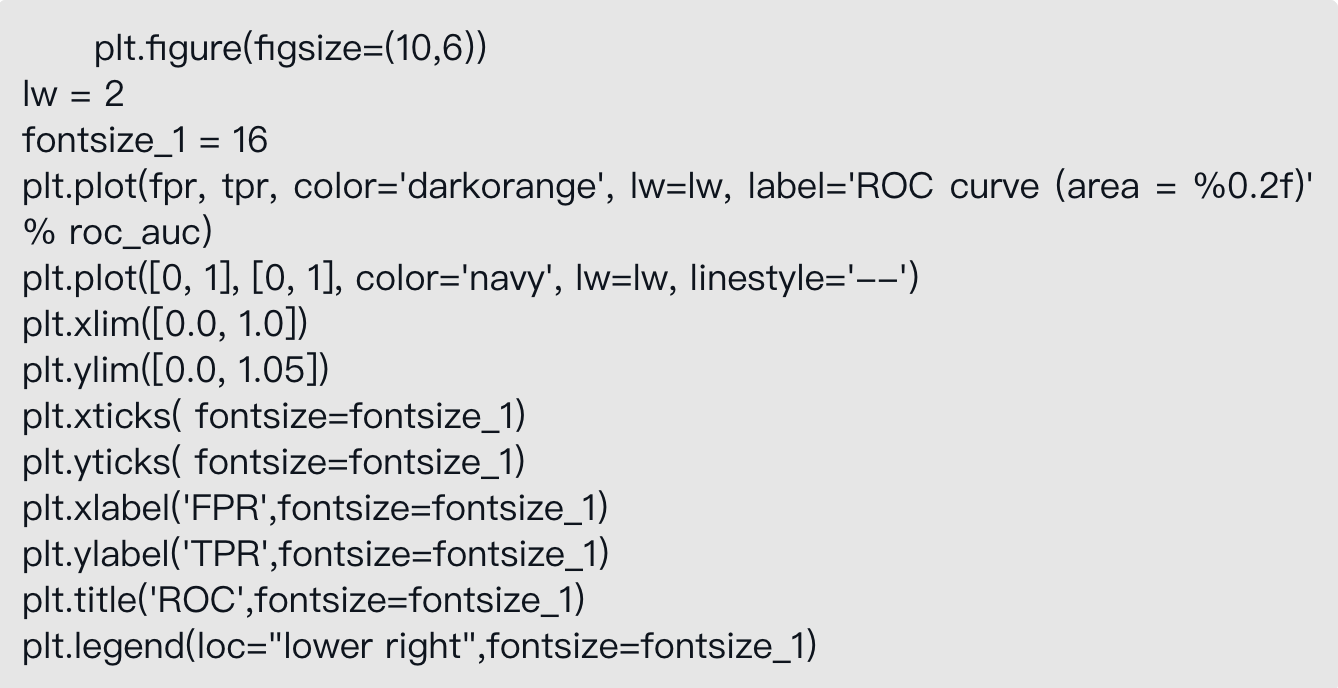 plt.figure(figsize=(10,6))
lw = 2
fontsize_1 = 16
plt.plot(fpr, tpr, color='darkorange', lw=lw, label='ROC curve (area = %0.2f)'
% roc_auc)
plt.plot([0, 1], [0, 1], color='navy', lw=lw, linestyle='--')
plt.xlim([0.0, 1.0])
plt.ylim([0.0, 1.05])
plt.xticks( fontsize=fontsize_1)
plt.yticks( fontsize=fontsize_1)
plt.xlabel('FPR',fontsize=fontsize_1)
plt.ylabel('TPR',fontsize=fontsize_1)
plt.title('ROC',fontsize=fontsize_1)
plt.legend(loc="lower right",fontsize=fontsize_1)